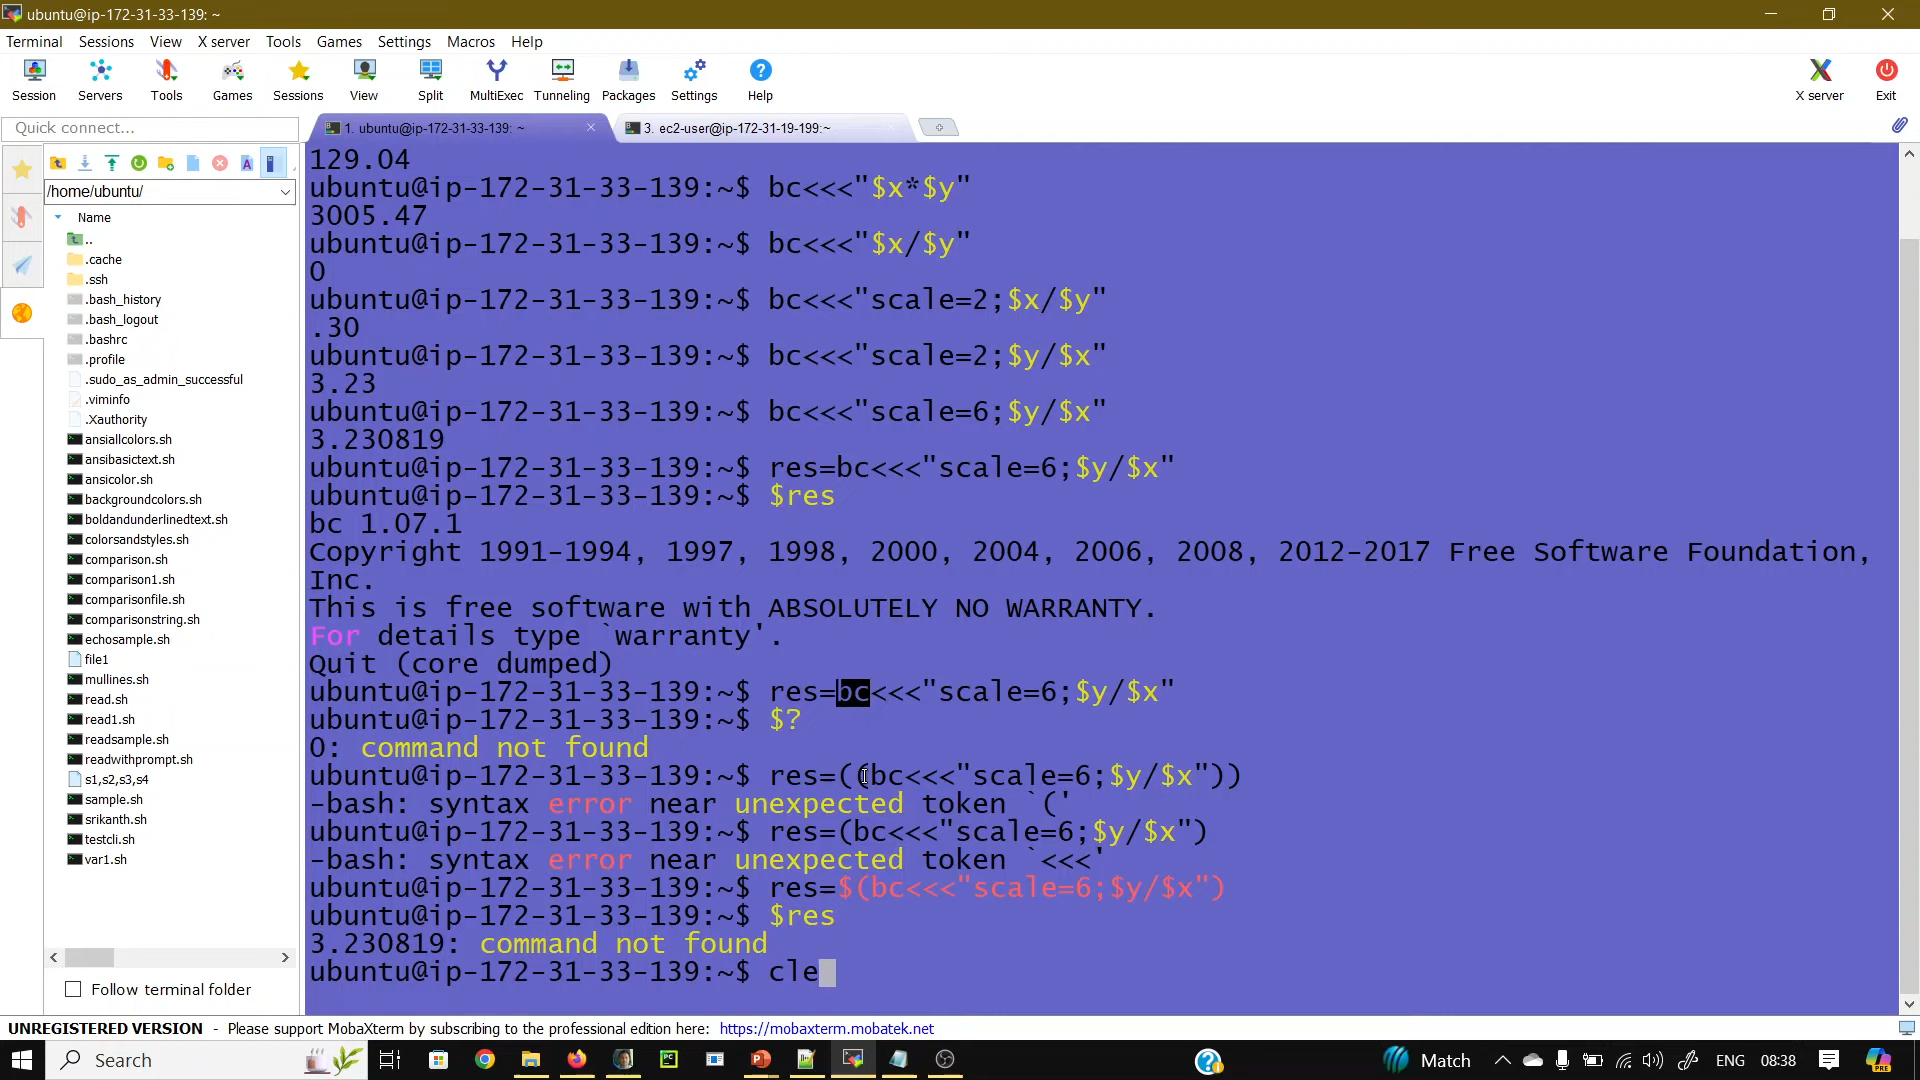 ubuntu@ip-172-31-33-139: ~
Terminal Sessions View X server Tools Games Settings Macros Help
Session Servers Tools Games Sessions View Split MultiExec Tunneling Packages Settings Help X server Exit
Quick connect...
1. ubuntu@ip-172-31-33-139: ~
3. ec2-user@ip-172-31-19-199:~
/home/ubuntu/
Name
..
.cache
.ssh
.bash_history
.bash_logout
.bashrc
.profile
.sudo_as_admin_successful
.viminfo
.Xauthority
ansiallcolors.sh
ansibasictext.sh
ansicolor.sh
backgroundcolors.sh
boldandunderlinedtext.sh
colorsandstyles.sh
comparison.sh
comparison1.sh
comparisonfile.sh
comparisonstring.sh
echosample.sh
file1
mullines.sh
read.sh
read1.sh
readsample.sh
readwithprompt.sh
s1,s2,s3,s4
sample.sh
srikanth.sh
testcli.sh
var1.sh
Follow terminal folder
129.04
ubuntu@ip-172-31-33-139:~$ bc<<<"$x*$y"
3005.47
ubuntu@ip-172-31-33-139:~$ bc<<<"$x/$y"
0
ubuntu@ip-172-31-33-139:~$ bc<<<"scale=2;$x/$y"
.30
ubuntu@ip-172-31-33-139:~$ bc<<<"scale=2;$y/$x"
3.23
ubuntu@ip-172-31-33-139:~$ bc<<<"scale=6;$y/$x"
3.230819
ubuntu@ip-172-31-33-139:~$ res=bc<<<"scale=6;$y/$x"
ubuntu@ip-172-31-33-139:~$ $res
bc 1.07.1
Copyright 1991-1994, 1997, 1998, 2000, 2004, 2006, 2008, 2012-2017 Free Software Foundation,
Inc.
This is free software with ABSOLUTELY NO WARRANTY.
For details type `warranty'.
Quit (core dumped)
ubuntu@ip-172-31-33-139:~$ res=bc<<<"scale=6;$y/$x"
ubuntu@ip-172-31-33-139:~$ $?
0: command not found
ubuntu@ip-172-31-33-139:~$ res=((bc<<<"scale=6;$y/$x"))
-bash: syntax error near unexpected token `('
ubuntu@ip-172-31-33-139:~$ res=(bc<<<"scale=6;$y/$x")
-bash: syntax error near unexpected token `<<<'
ubuntu@ip-172-31-33-139:~$ res=$(bc<<<"scale=6;$y/$x")
ubuntu@ip-172-31-33-139:~$ $res
3.230819: command not found
ubuntu@ip-172-31-33-139:~$ cle
UNREGISTERED VERSION - Please support MobaXterm by subscribing to the professional edition here: https://mobaxterm.mobatek.net
Search
Match
ENG
08:38